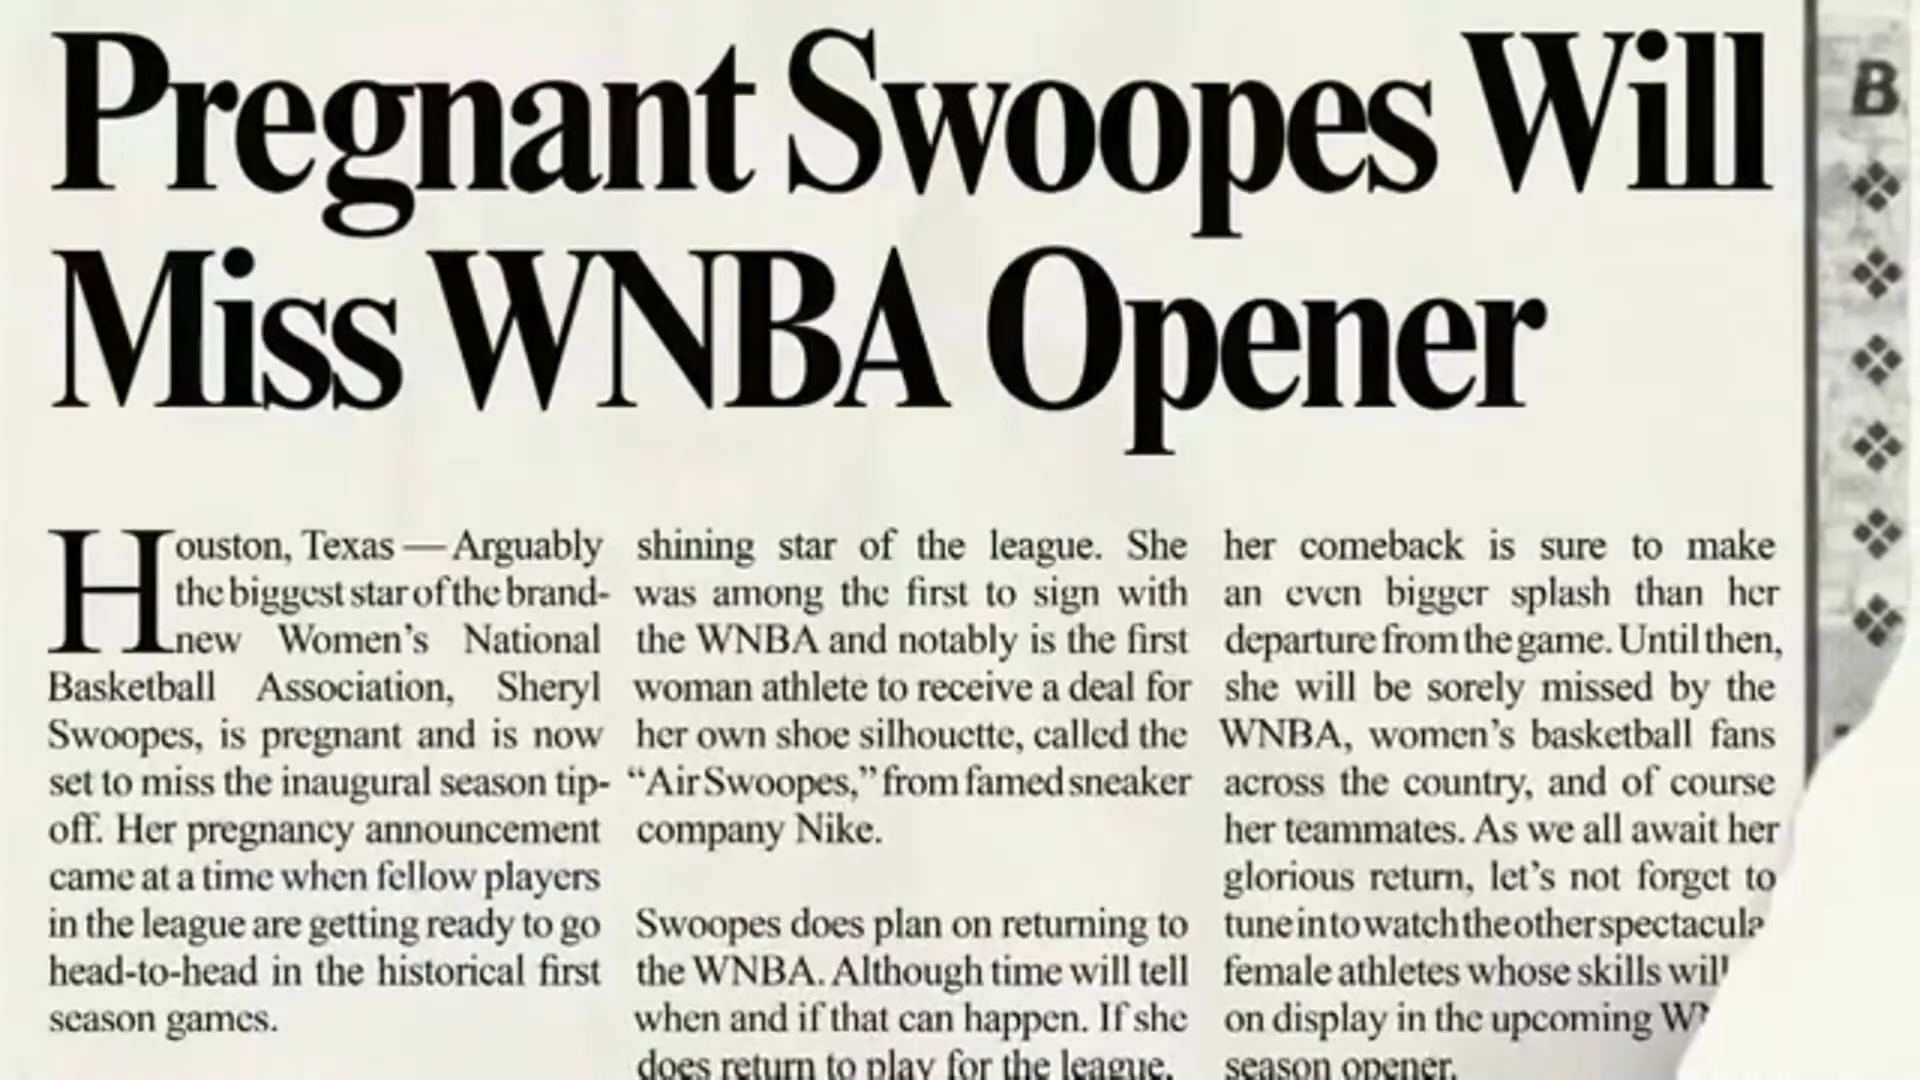 Pregnant Swoopes Will
Miss WNBA Opener
Houston, Texas — Arguably
the biggest star of the brand-
new Women's National
Basketball Association, Sheryl
Swoopes, is pregnant and is now
set to miss the inaugural season tip-
off. Her pregnancy announcement
came at a time when fellow players
in the league are getting ready to go
head-to-head in the historical first
season games.
shining star of the league. She
was among the first to sign with
the WNBA and notably is the first
woman athlete to receive a deal for
her own shoe silhouette, called the
“Air Swoopes,” from famed sneaker
company Nike.
Swoopes does plan on returning to
the WNBA. Although time will tell
when and if that can happen. If she
does return to play for the league,
her comeback is sure to make
an even bigger splash than her
departure from the game. Until then,
she will be sorely missed by the
WNBA, women's basketball fans
across the country, and of course
her teammates. As we all await her
glorious return, let's not forget to
tune in to watch the other
female athletes whose skills
on display in the upcoming
season opener.
B